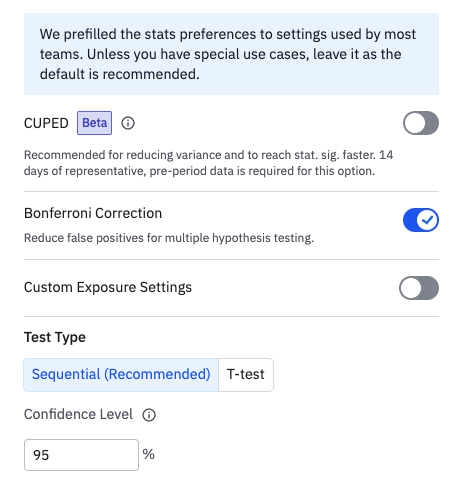 We prefilled the stats preferences to settings used by most
teams. Unless you have special use cases, leave it as the
default is recommended.
CUPED Beta
Recommended for reducing variance and to reach stat. sig. faster. 14
days of representative, pre-period data is required for this option.
Bonferroni Correction
Reduce false positives for multiple hypothesis testing.
Custom Exposure Settings
Test Type
Sequential (Recommended) T-test
Confidence Level
95 %